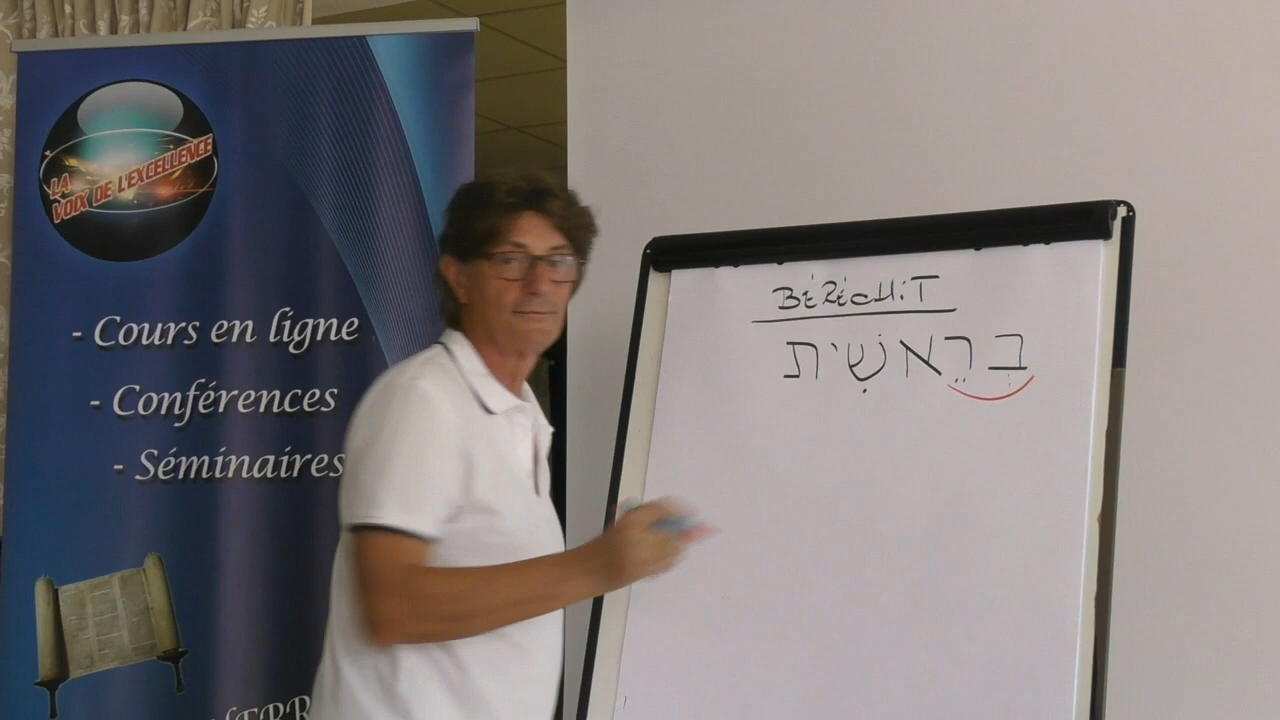 LA
VOIX DE L'EXCELLENCE
- Cours en ligne
- Conférences
- Séminaires
BÉRÉCHIT
בְּרֵאשִׁית